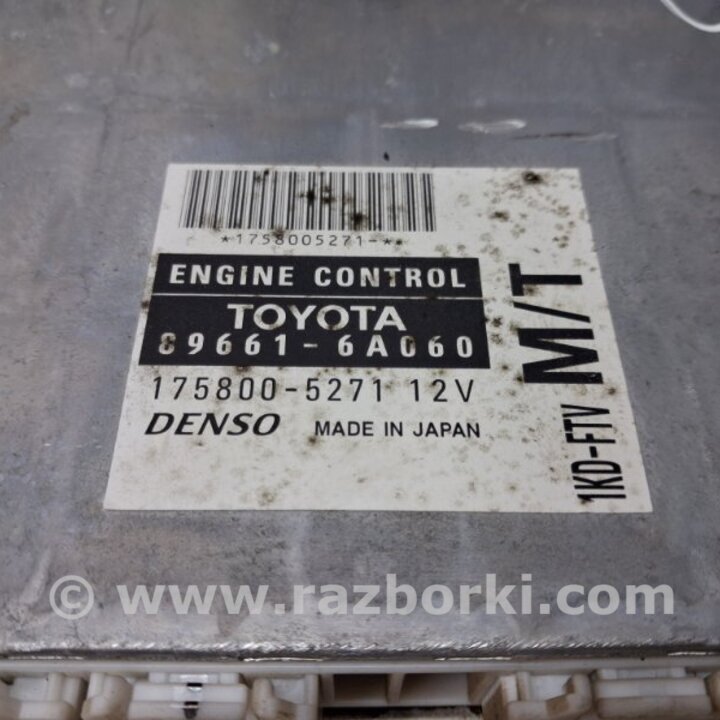 *1758005271-**
ENGINE CONTROL
TOYOTA
89661-6A060
175800-5271 12V
DENSO MADE IN JAPAN
M/T
1KD-FTV
© www.razborki.com